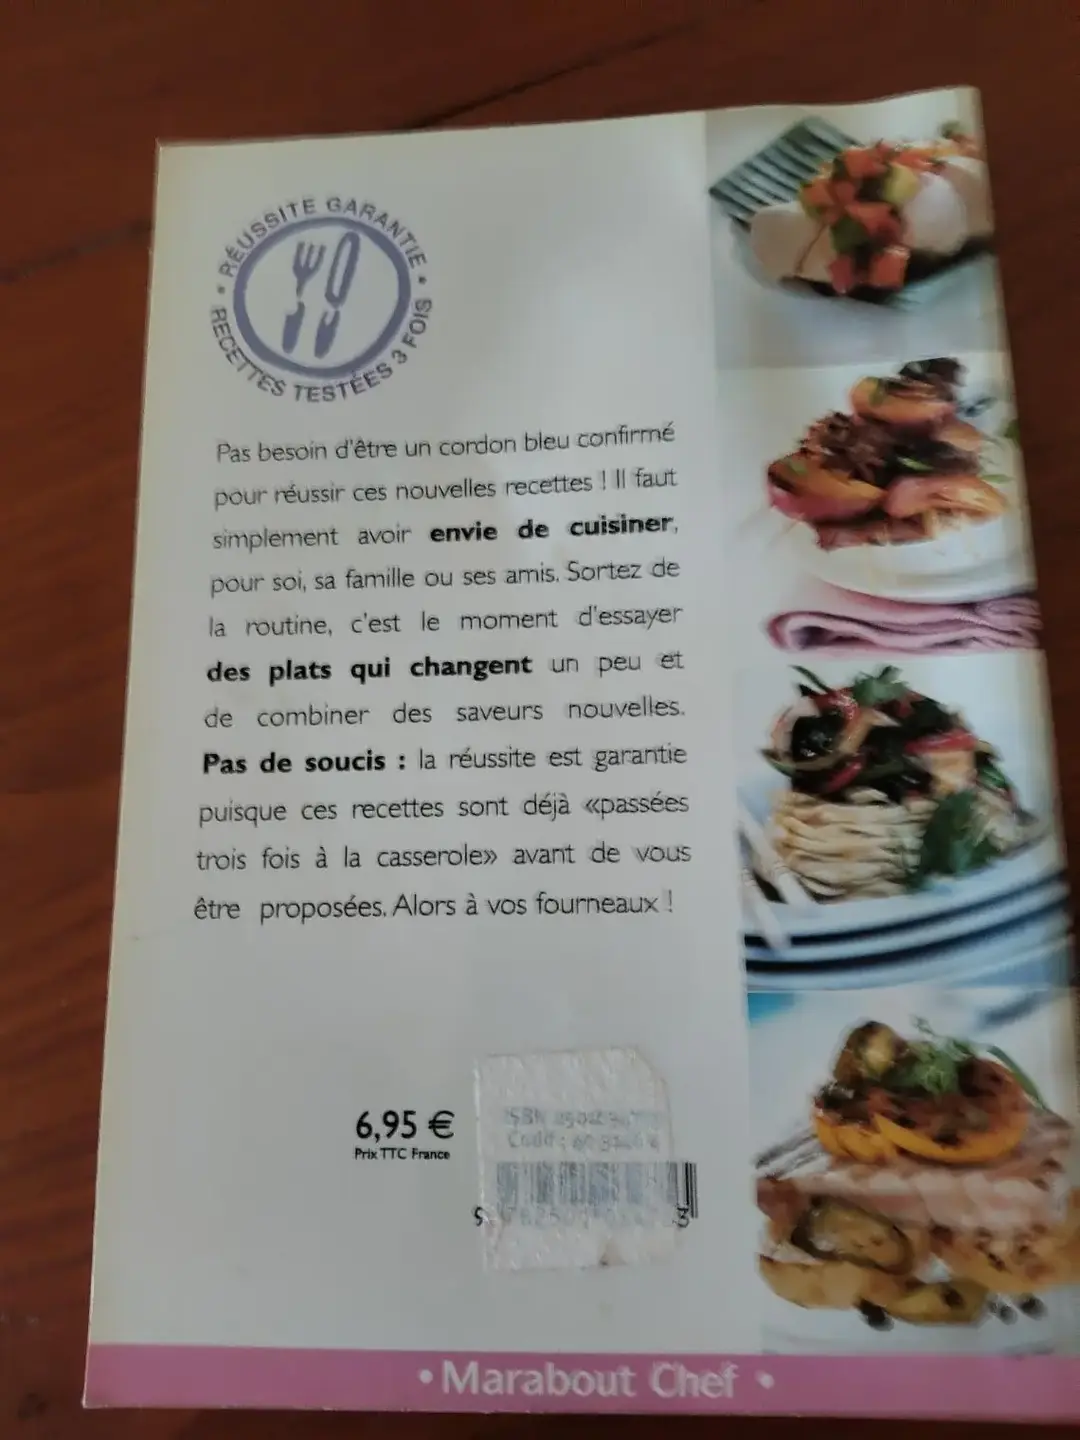 • RÉUSSITE GARANTIE •
RECETTES TESTÉES 3 FOIS
Pas besoin d'être un cordon bleu confirmé
pour réussir ces nouvelles recettes ! Il faut
simplement avoir envie de cuisiner,
pour soi, sa famille ou ses amis. Sortez de
la routine, c'est le moment d'essayer
des plats qui changent un peu et
de combiner des saveurs nouvelles.
Pas de soucis : la réussite est garantie
puisque ces recettes sont déjà «passées
trois fois à la casserole» avant de vous
être proposées. Alors à vos fourneaux !
6,95 €
Prix TTC France
ISBN
• Marabout Chef •